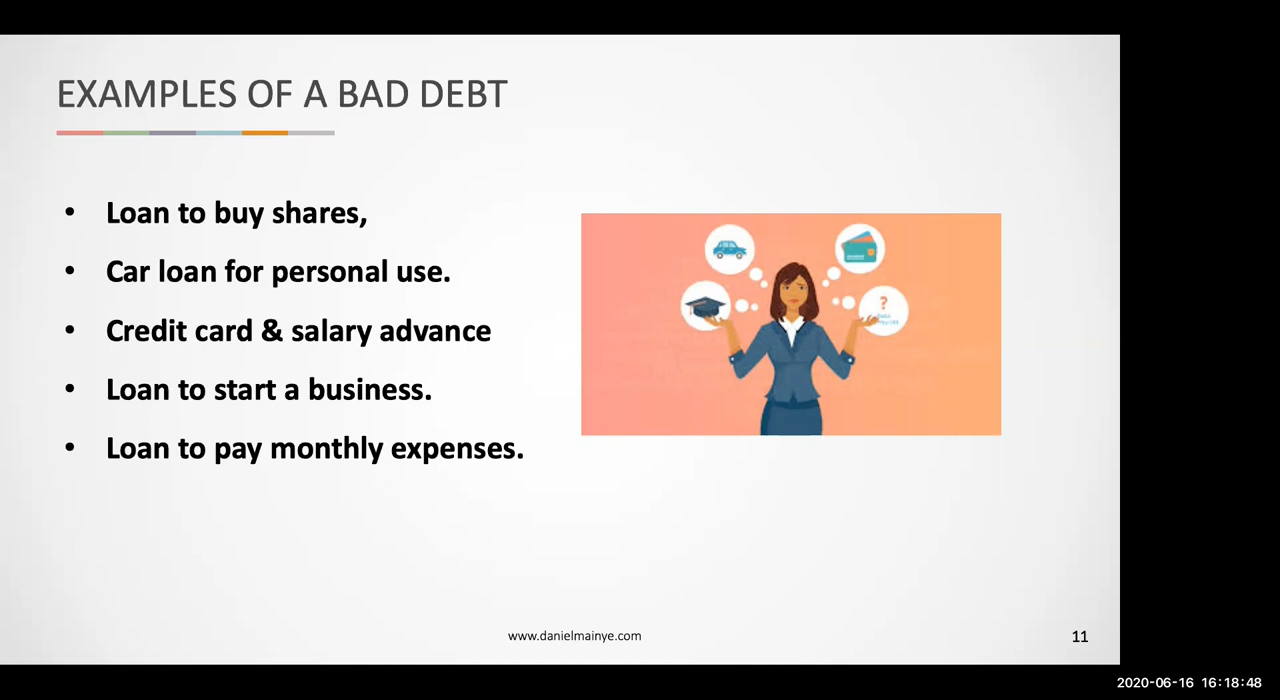 EXAMPLES OF A BAD DEBT
• Loan to buy shares,
• Car loan for personal use.
• Credit card & salary advance
• Loan to start a business.
• Loan to pay monthly expenses.
?
www.danielmainye.com
11
2020-06-16 16:18:48